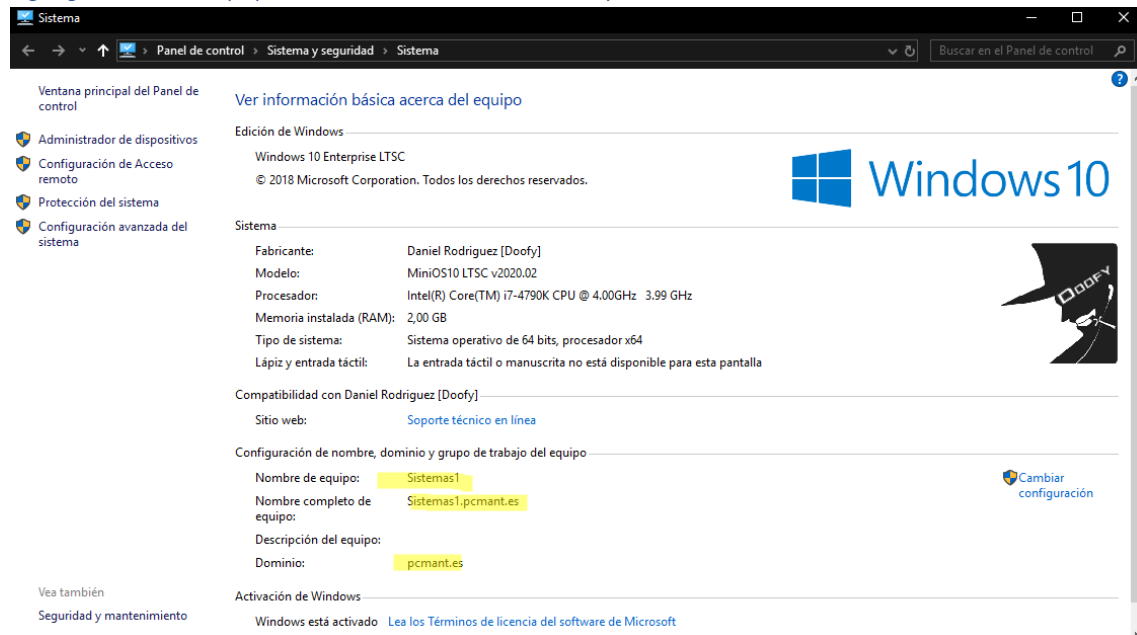 Sistema
Panel de control > Sistema y seguridad > Sistema
Buscar en el Panel de control
Ventana principal del Panel de
control
Administrador de dispositivos
Configuración de Acceso
remoto
Protección del sistema
Configuración avanzada del
sistema
Ver información básica acerca del equipo
Edición de Windows
Windows 10 Enterprise LTSC
© 2018 Microsoft Corporation. Todos los derechos reservados.
Windows 10
Sistema
Fabricante: Daniel Rodriguez [Doofy]
Modelo: MiniOS10 LTSC v2020.02
Procesador: Intel(R) Core(TM) i7-4790K CPU @ 4.00GHz 3.99 GHz
Memoria instalada (RAM): 2,00 GB
Tipo de sistema: Sistema operativo de 64 bits, procesador x64
Lápiz y entrada táctil: La entrada táctil o manuscrita no está disponible para esta pantalla
DOOFY
Compatibilidad con Daniel Rodriguez [Doofy]
Sitio web: Soporte técnico en línea
Configuración de nombre, dominio y grupo de trabajo del equipo
Nombre de equipo: Sistemas1
Nombre completo de Sistemas1.pcmant.es
equipo:
Descripción del equipo:
Dominio: pcmant.es
Cambiar
configuración
Vea también
Seguridad y mantenimiento
Activación de Windows
Windows está activado Lea los Términos de licencia del software de Microsoft